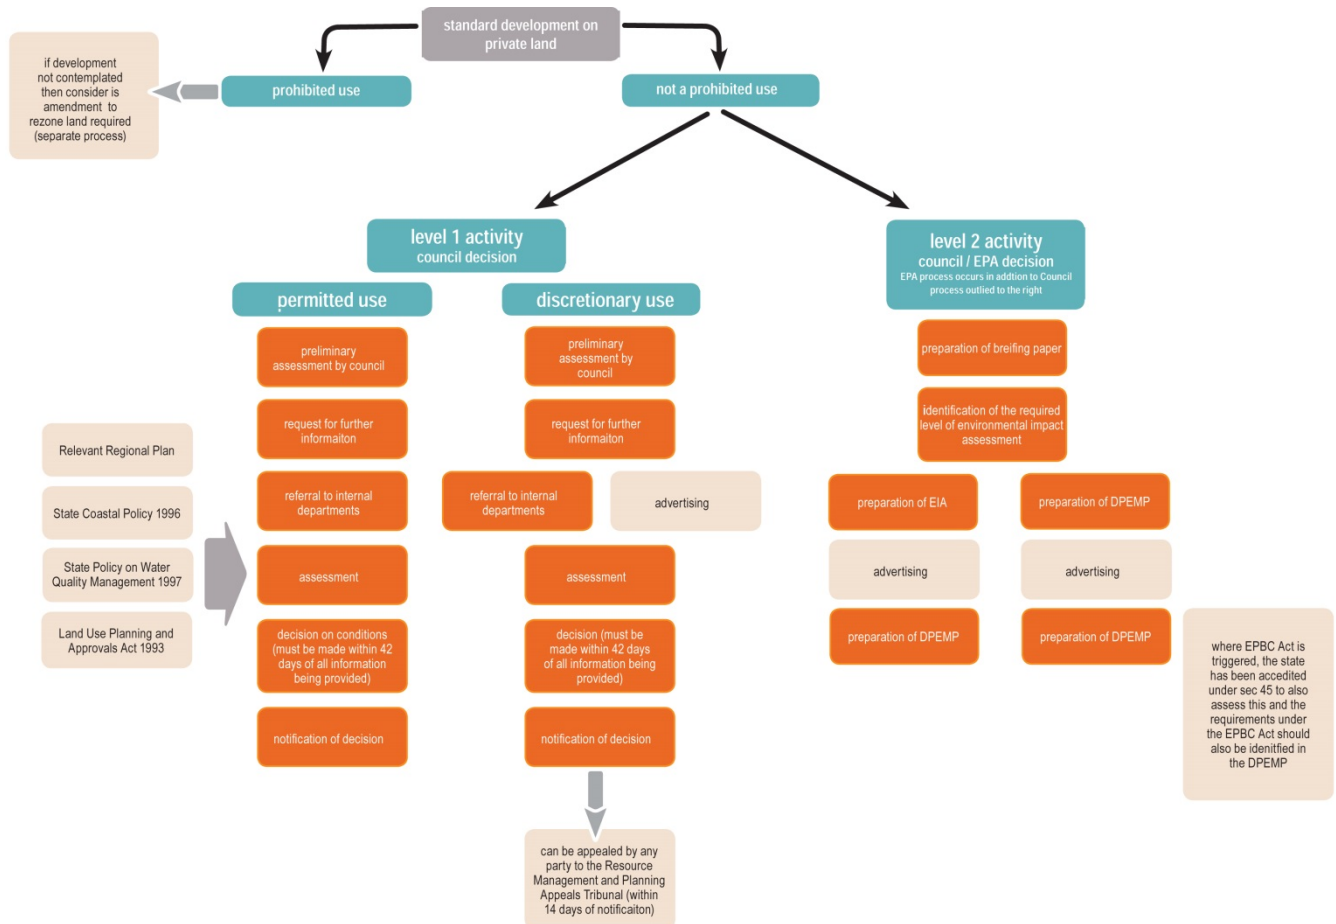 standard development on
private land
if development
not contemplated
then consider is
amendment to
rezone land required
(separate process)
prohibited use
not a prohibited use
level 1 activity
council decision
level 2 activity
council / EPA decision
EPA process occurs in addtion to Council
process outlied to the right
permitted use
discretionary use
preliminary
assessment by council
request for further
informaiton
referral to internal
departments
assessment
decision on conditions
(must be made within 42
days of all information
being provided)
notification of decision
preliminary
assessment by
council
request for further
informaiton
referral to internal
departments
advertising
assessment
decision (must be
made within 42 days
of all information
being provided)
notification of decision
can be appealed by any
party to the Resource
Management and Planning
Appeals Tribunal (within
14 days of notificaiton)
preparation of breifing paper
identification of the required
level of environmental impact
assessment
preparation of EIA
preparation of DPEMP
advertising
advertising
preparation of DPEMP
preparation of DPEMP
where EPBC Act is
triggered, the state
has been accredited
under sec 45 to also
assess this and the
requirements under
the EPBC Act should
also be idenitfied in
the DPEMP
Relevant Regional Plan
State Coastal Policy 1996
State Policy on Water
Quality Management 1997
Land Use Planning and
Approvals Act 1993